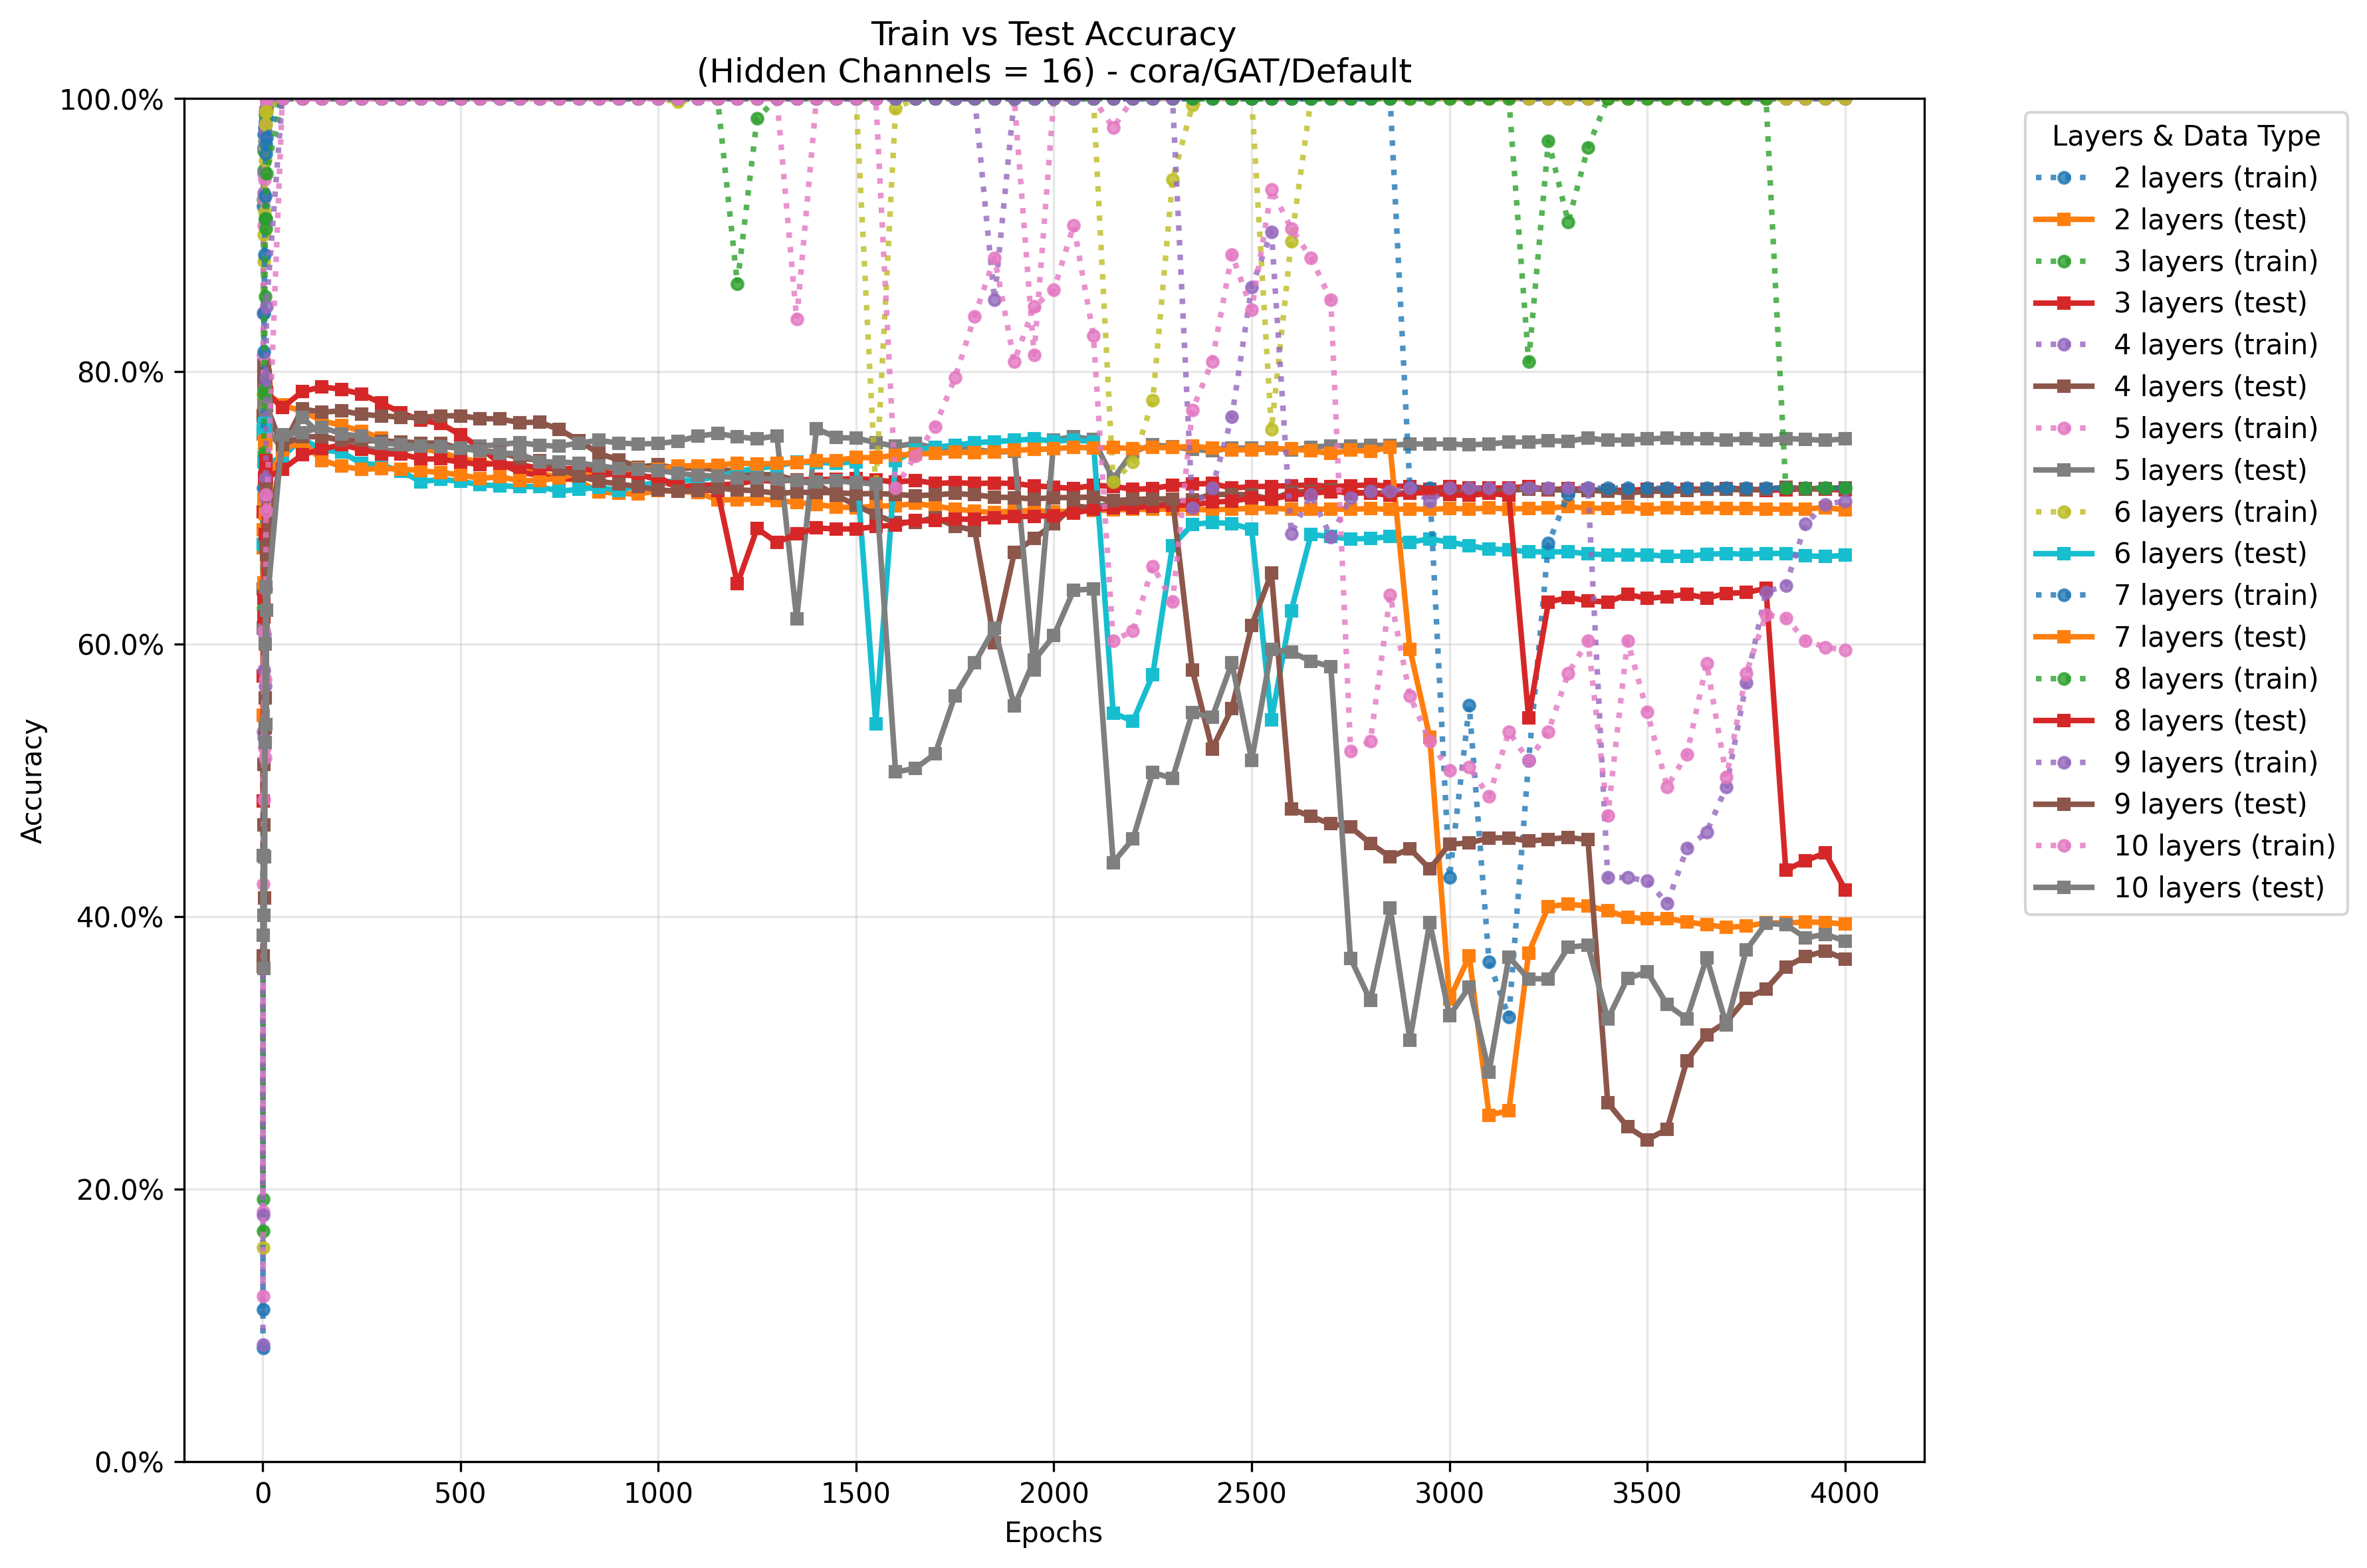 Train vs Test Accuracy
(Hidden Channels = 16) - cora/GAT/Default
100.0%
80.0%
60.0%
40.0%
20.0%
0.0%
Accuracy
0
500
1000
1500
2000
2500
3000
3500
4000
Epochs
Layers & Data Type
2 layers (train)
2 layers (test)
3 layers (train)
3 layers (test)
4 layers (train)
4 layers (test)
5 layers (train)
5 layers (test)
6 layers (train)
6 layers (test)
7 layers (train)
7 layers (test)
8 layers (train)
8 layers (test)
9 layers (train)
9 layers (test)
10 layers (train)
10 layers (test)